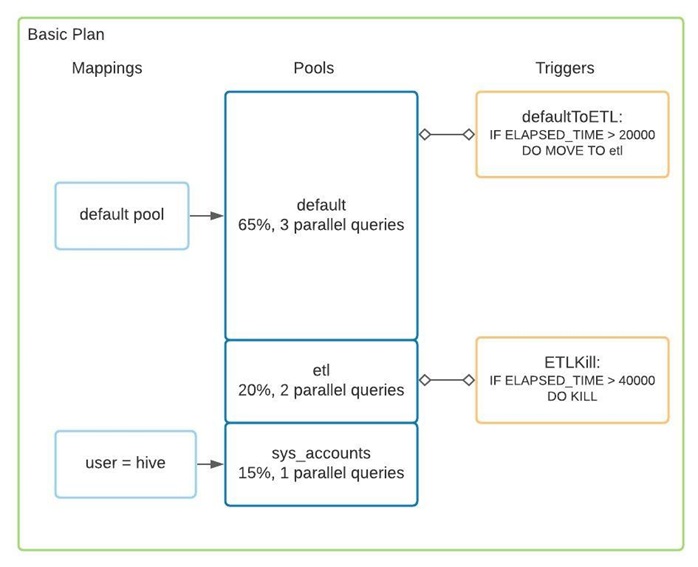 Basic Plan
Mappings
Pools
Triggers
defaultToETL:
IF ELAPSED_TIME > 20000
DO MOVE TO etl
default pool
default
65%, 3 parallel queries
etl
20%, 2 parallel queries
ETLKill:
IF ELAPSED_TIME > 40000
DO KILL
user = hive
sys_accounts
15%, 1 parallel queries